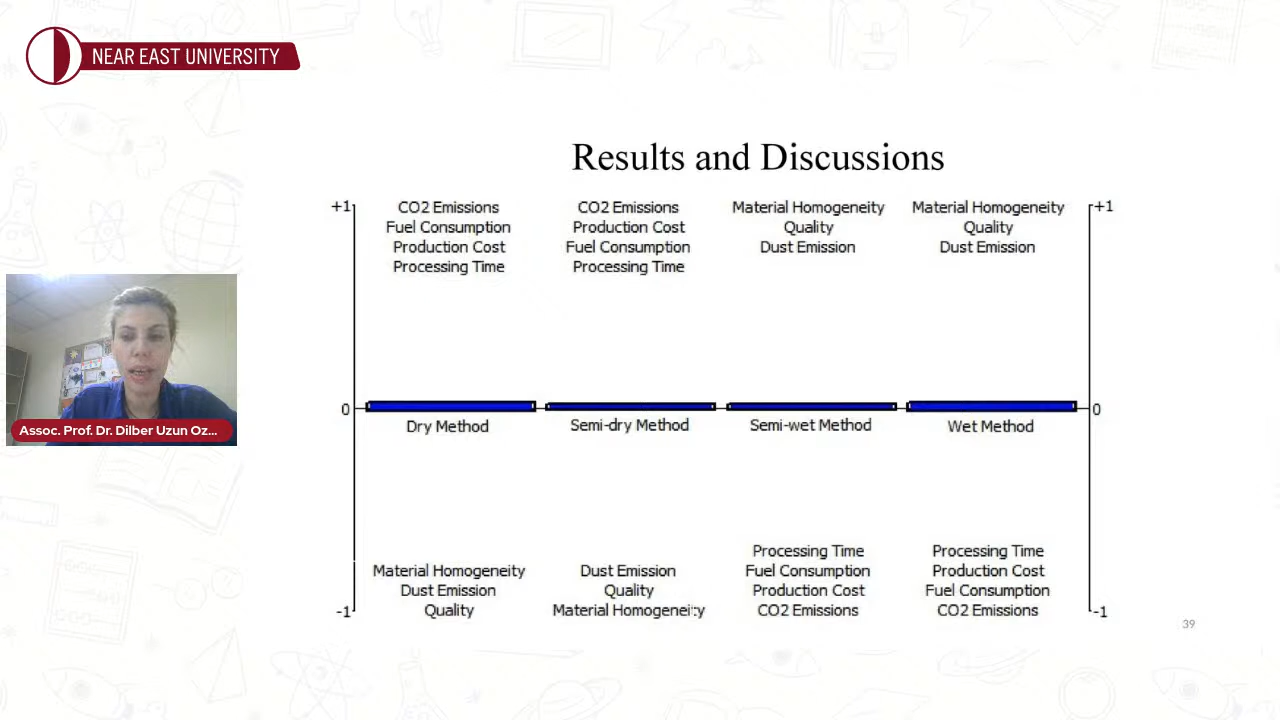 NEAR EAST UNIVERSITY
Results and Discussions
+1
CO2 Emissions
Fuel Consumption
Production Cost
Processing Time
CO2 Emissions
Production Cost
Fuel Consumption
Processing Time
Material Homogeneity
Quality
Dust Emission
Material Homogeneity
Quality
Dust Emission
+1
0
Dry Method
Semi-dry Method
Semi-wet Method
Wet Method
0
Material Homogeneity
Dust Emission
Quality
Dust Emission
Quality
Material Homogeneity
Processing Time
Fuel Consumption
Production Cost
CO2 Emissions
Processing Time
Production Cost
Fuel Consumption
CO2 Emissions
-1
-1
39
Assoc. Prof. Dr. Dilber Uzun Oz...